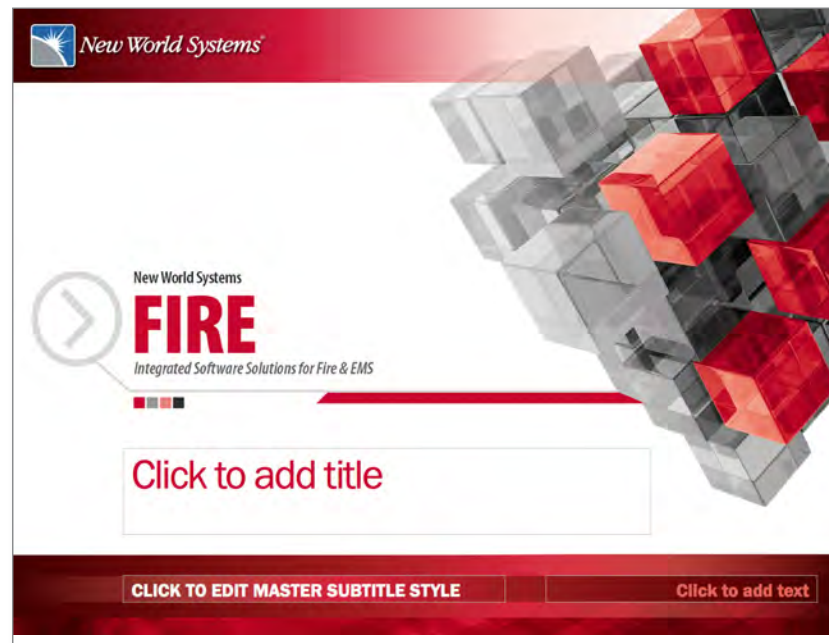 New World Systems®
New World Systems
FIRE
Integrated Software Solutions for Fire & EMS
Click to add title
CLICK TO EDIT MASTER SUBTITLE STYLE
Click to add text